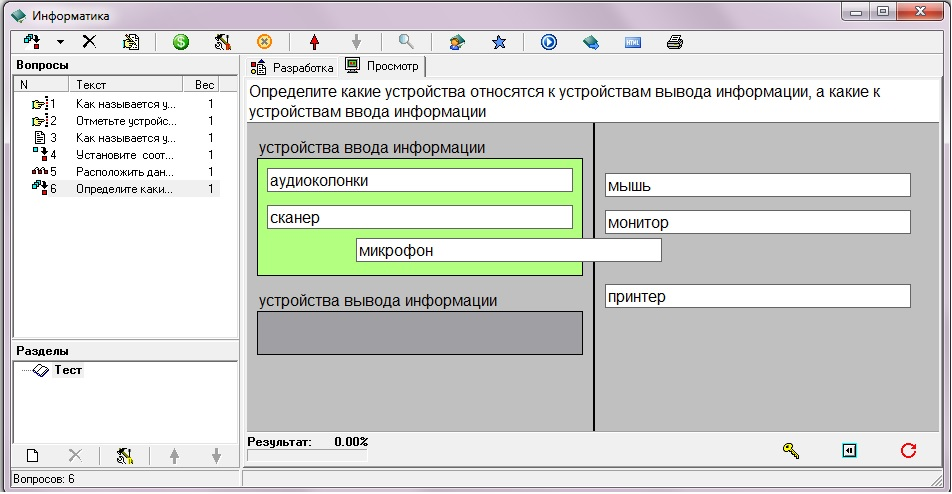 Информатика
Вопросы
N Текст Вес
1 Как называется у... 1
2 Отметьте устройс... 1
3 Как называется у... 1
4 Установите соот... 1
5 Расположить дан... 1
6 Определите каки... 1
Разделы
Тест
Вопросов: 6
Разработка Просмотр
Определите какие устройства относятся к устройствам вывода информации, а какие к
устройствам ввода информации
устройства ввода информации
аудиоколонки
сканер
микрофон
устройства вывода информации
мышь
монитор
принтер
Результат: 0.00%
HTML